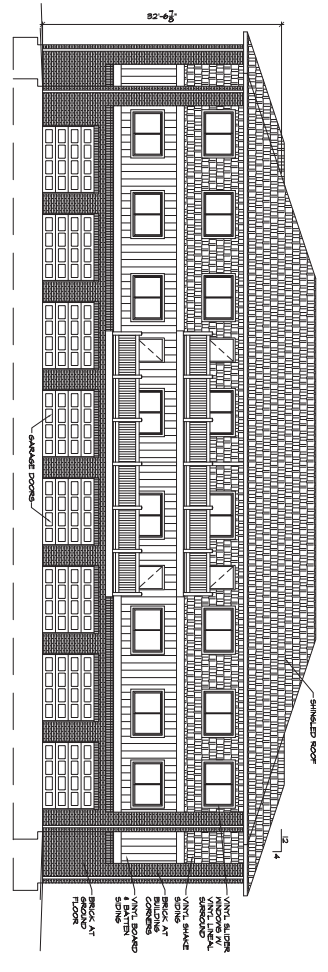 32'-6 7/8"
SHINGLED ROOF
12
4
VINYL SLIDER
WINDOWS W/
VINYL LINEAL
SURROUND
VINYL SHAKE
SIDING
BRICK AT
BUILDING
CORNERS
VINYL BOARD
& BATTEN
SIDING
BRICK AT
GROUND
FLOOR
GARAGE DOORS